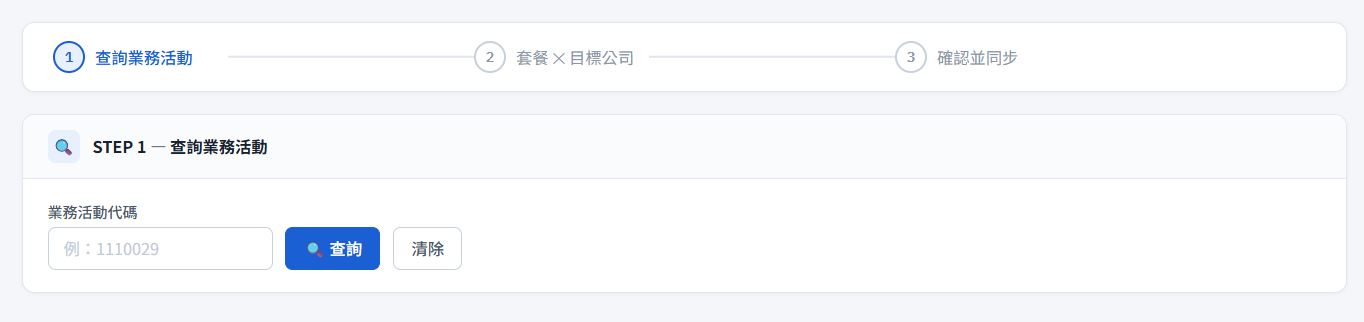 1 查詢業務活動 2 套餐 × 目標公司 3 確認並同步
STEP 1 — 查詢業務活動
業務活動代碼
例：1110029 查詢 清除